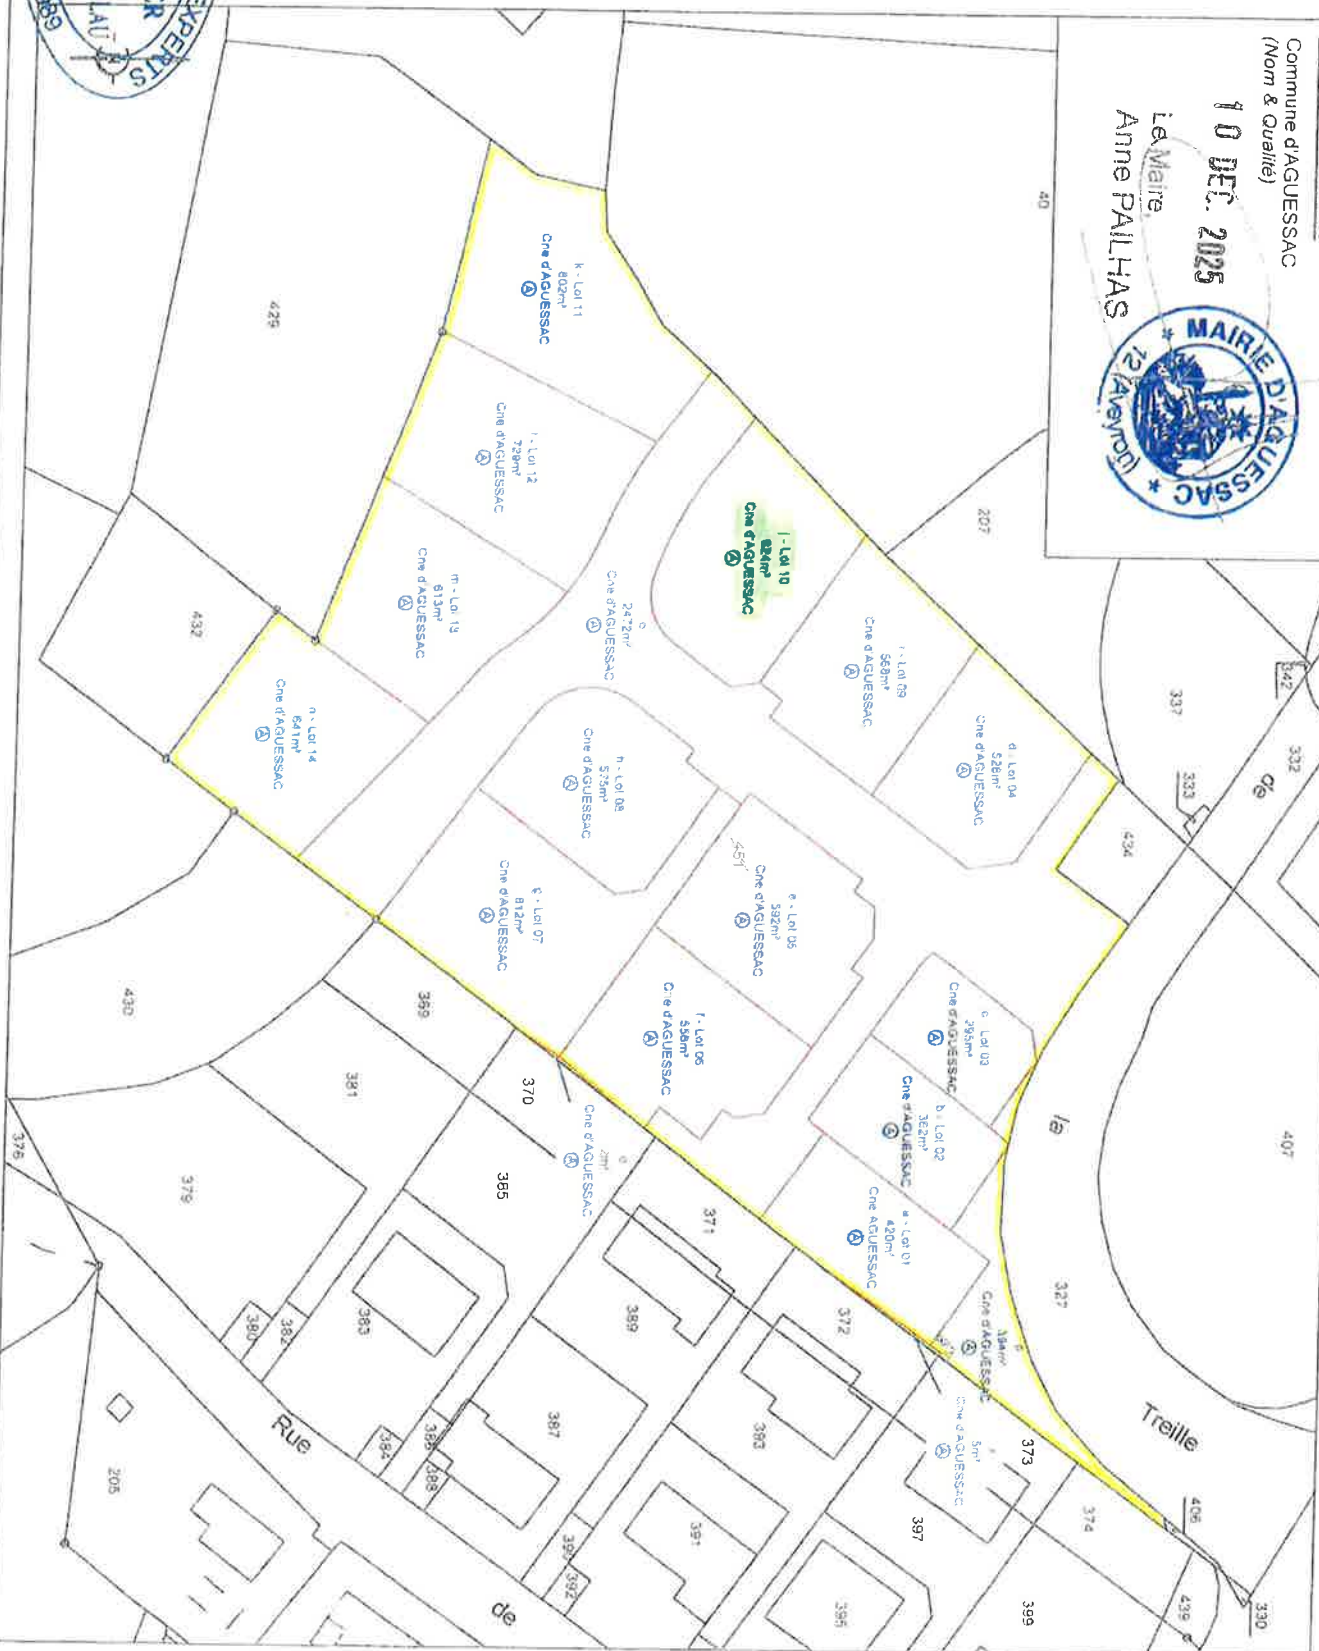 Commune d'AGUESSAC
(Nom & Qualité)
10 DEC. 2025
Le Maire,
Anne PAILHAS
* MAIRIE D'AGUESSAC *
12 (Aveyron)
EXPERTS
40
207
342
337
332
333
de
434
429
432
k - Lot 11
802m²
Cne d'AGUESSAC
A
l - Lot 12
729m²
Cne d'AGUESSAC
A
m - Lot 13
613m²
Cne d'AGUESSAC
A
n - Lot 14
641m²
Cne d'AGUESSAC
A
j - Lot 10
824m²
Cne d'AGUESSAC
A
o
2472m²
Cne d'AGUESSAC
A
i - Lot 09
568m²
Cne d'AGUESSAC
A
d - Lot 04
526m²
Cne d'AGUESSAC
A
h - Lot 08
575m²
Cne d'AGUESSAC
A
g - Lot 07
812m²
Cne d'AGUESSAC
A
e - Lot 05
592m²
Cne d'AGUESSAC
A
f - Lot 06
558m²
Cne d'AGUESSAC
A
c - Lot 03
395m²
Cne d'AGUESSAC
A
b - Lot 02
362m²
Cne d'AGUESSAC
A
a - Lot 01
420m²
Cne AGUESSAC
A
Cne d'AGUESSAC
A
Cne d'AGUESSAC
A
5m²
Cne d'AGUESSAC
A
la
407
327
Treille
406
330
439
374
373
399
397
395
372
393
391
371
389
387
390
392
370
385
383
386
388
384
369
381
379
382
380
430
376
205
Rue
de